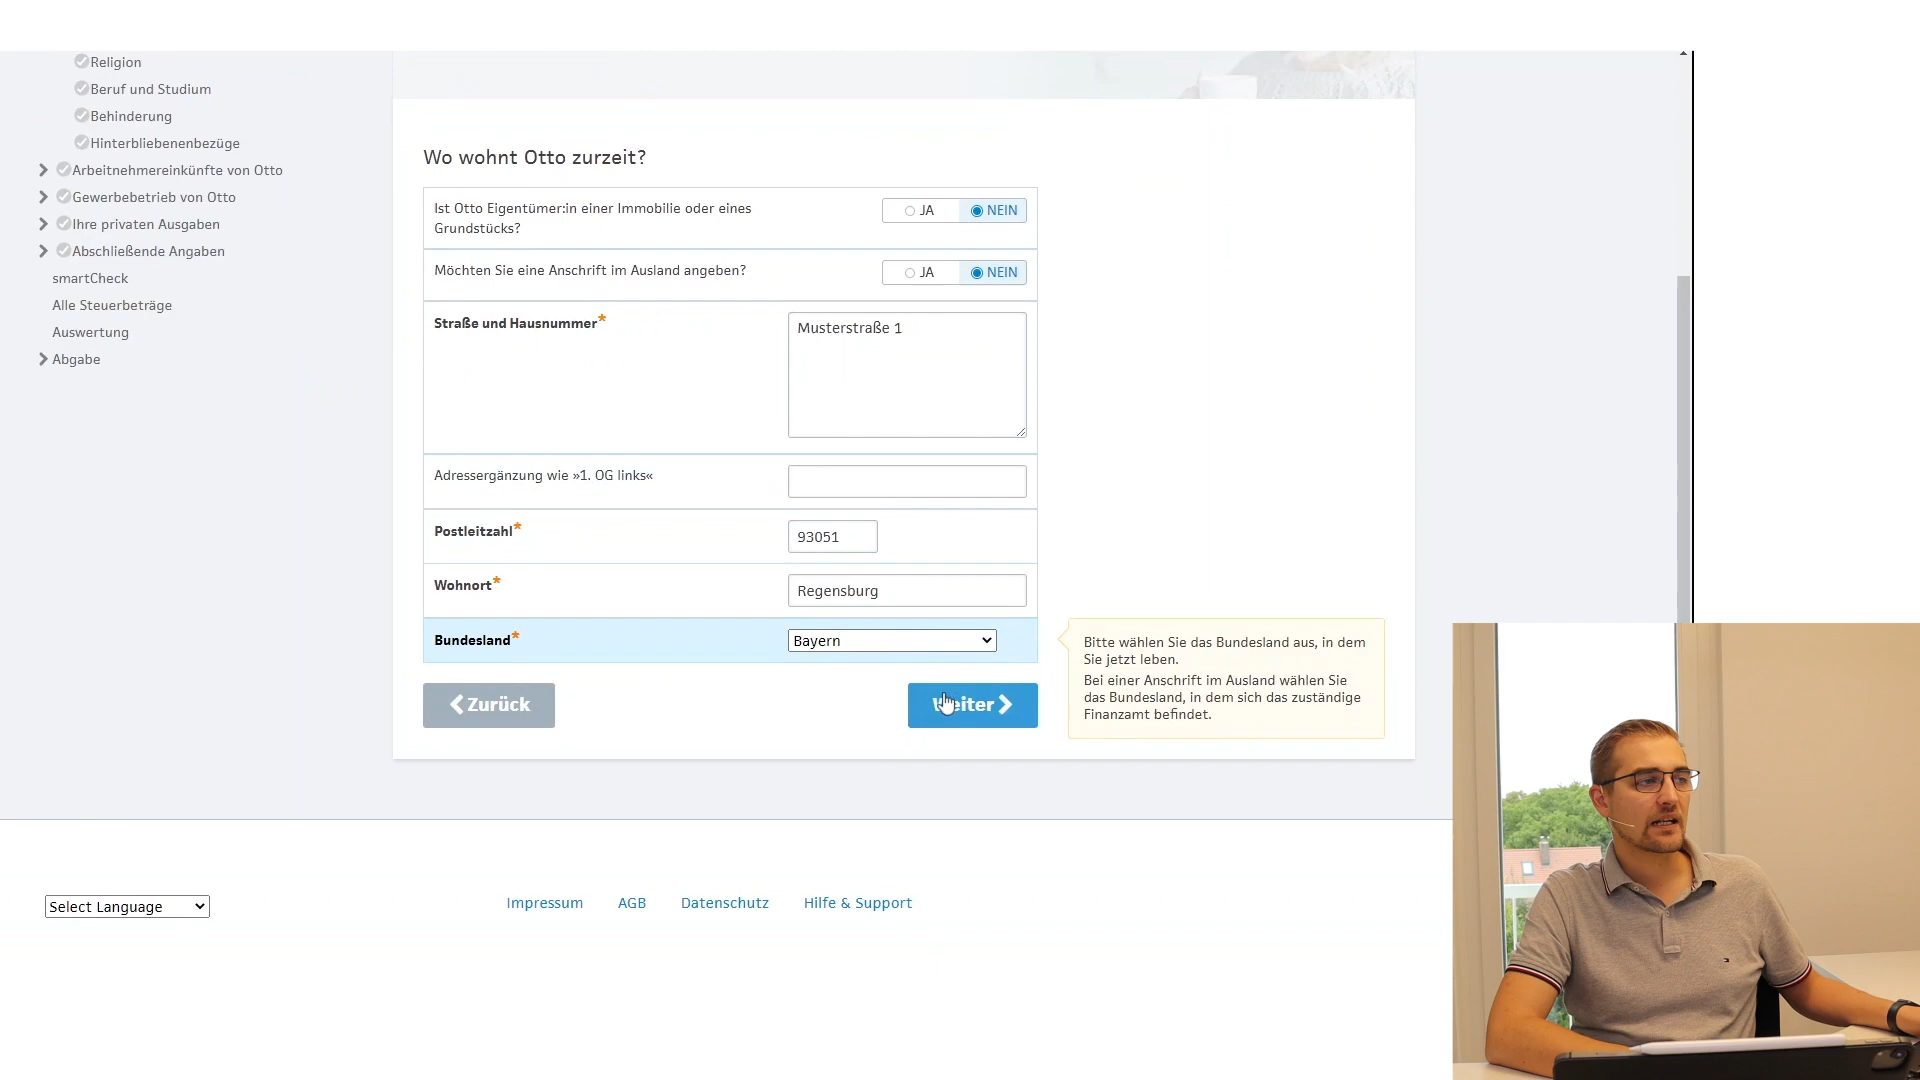 Religion
Beruf und Studium
Behinderung
Hinterbliebenenbezüge
Arbeitnehmereinkünfte von Otto
Gewerbebetrieb von Otto
Ihre privaten Ausgaben
Abschließende Angaben
smartCheck
Alle Steuerbeträge
Auswertung
Abgabe
Wo wohnt Otto zurzeit?
Ist Otto Eigentümer:in einer Immobilie oder eines
Grundstücks?
JA NEIN
Möchten Sie eine Anschrift im Ausland angeben?
JA NEIN
Straße und Hausnummer*
Musterstraße 1
Adressergänzung wie »1. OG links«
Postleitzahl*
93051
Wohnort*
Regensburg
Bundesland*
Bayern
Bitte wählen Sie das Bundesland aus, in dem
Sie jetzt leben.
Bei einer Anschrift im Ausland wählen Sie
das Bundesland, in dem sich das zuständige
Finanzamt befindet.
Zurück
Weiter
Select Language
Impressum
AGB
Datenschutz
Hilfe & Support